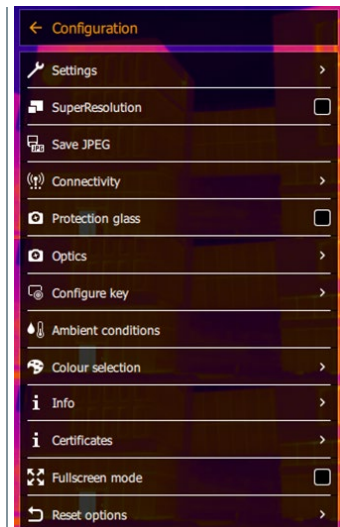 Configuration
Settings
SuperResolution
Save JPEG
Connectivity
Protection glass
Optics
Configure key
Ambient conditions
Colour selection
Info
Certificates
Fullscreen mode
Reset options